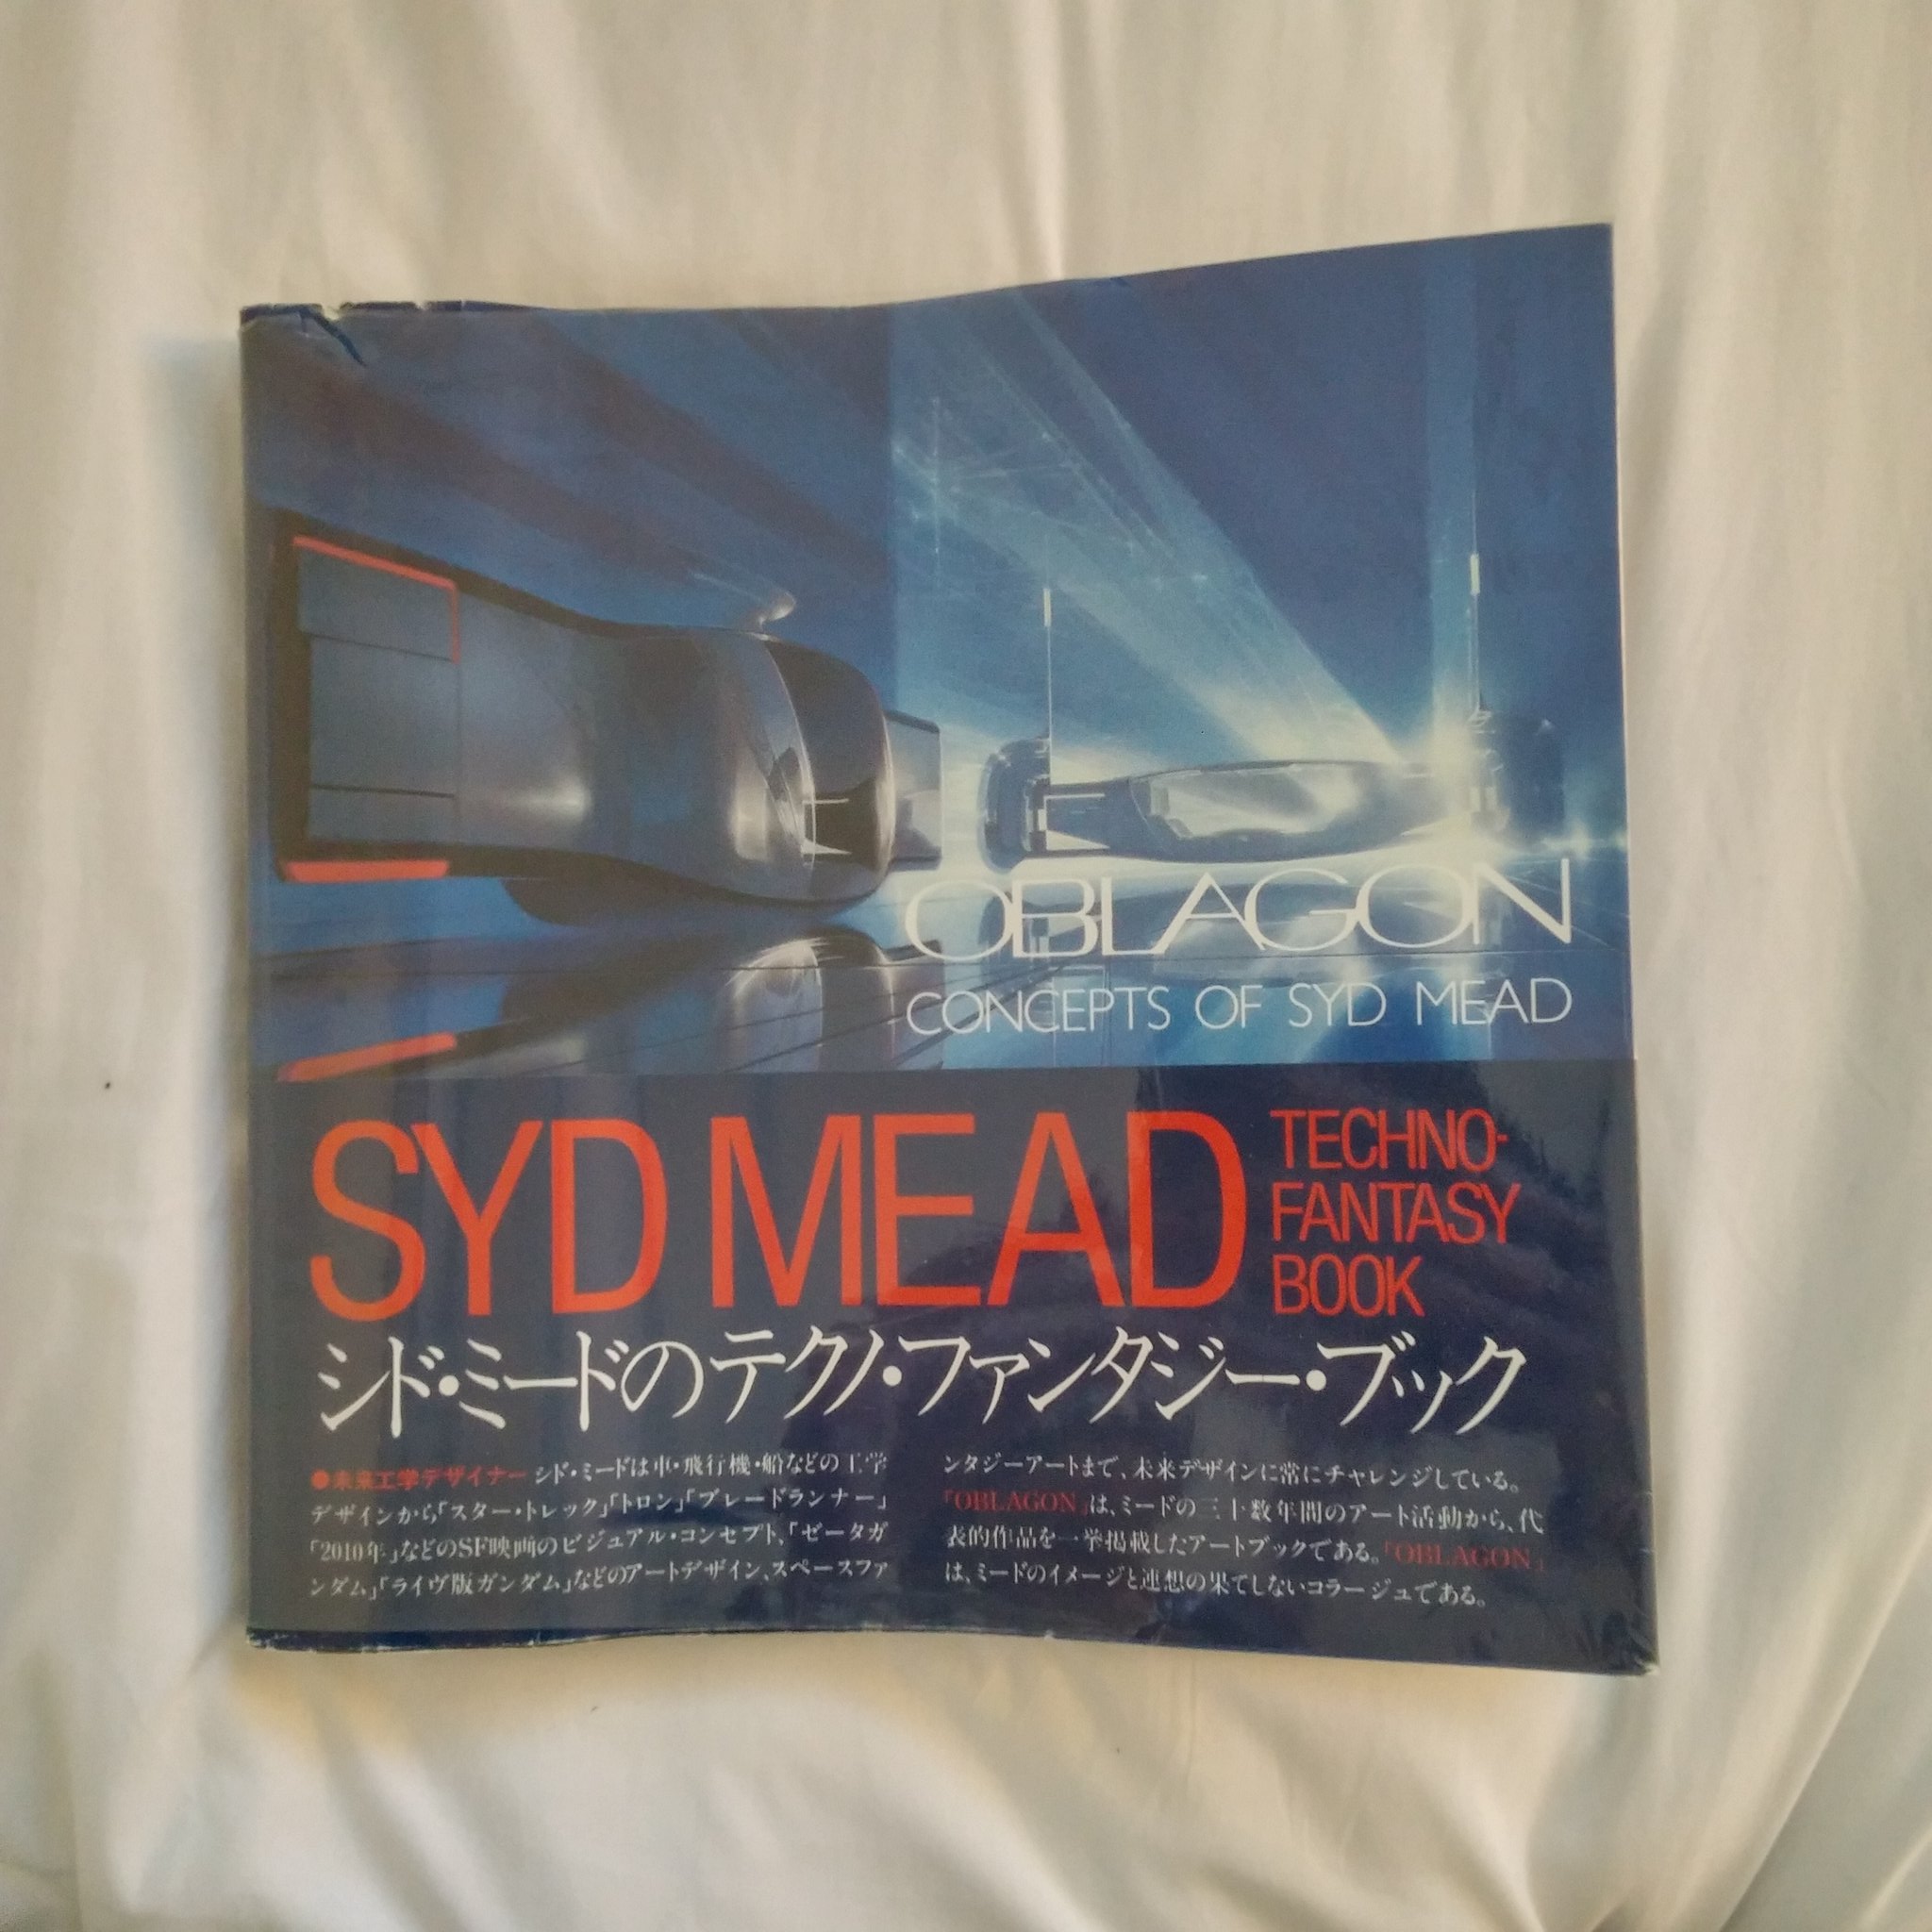 OBLAGON
CONCEPTS OF SYD MEAD
SYD MEAD
TECHNO-
FANTASY
BOOK
シド・ミードのテクノ・ファンタジー・ブック
●未来工学デザイナー シド・ミードは車・飛行機・船などの工学
デザインから「スター・トレック」「トロン」「ブレードランナー」
「2010年」などのSF映画のビジュアル・コンセプト、「ゼータガ
ンダム」「ライヴ版ガンダム」などのアートデザイン、スペースファ
ンタジーアートまで、未来デザインに常にチャレンジしている。
「OBLAGON」は、ミードの三十数年間のアート活動から、代
表的作品を一挙掲載したアートブックである。「OBLAGON」
は、ミードのイメージと連想の果てしないコラージュである。